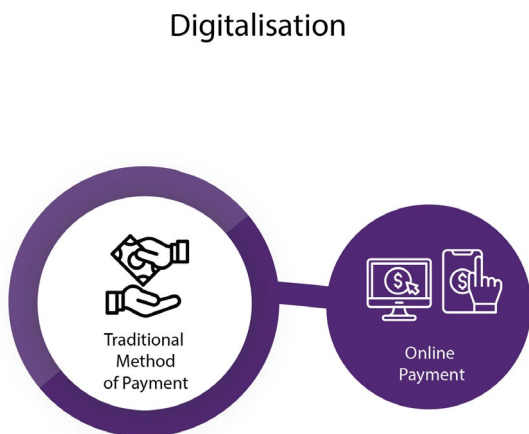 Digitalisation
Traditional
Method
of Payment
Online
Payment